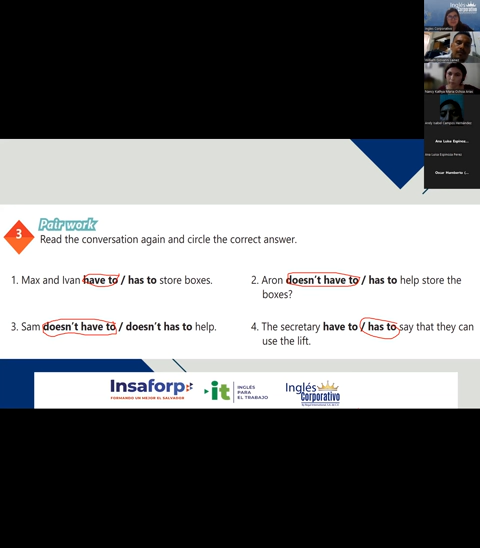 Inglés
Corporativo
Ana Luisa Espinoz...
Oscar Humberto (...
3
Pair work
Read the conversation again and circle the correct answer.
1. Max and Ivan have to / has to store boxes.
2. Aron doesn't have to / has to help store the
boxes?
3. Sam doesn't have to / doesn't has to help.
4. The secretary have to / has to say that they can
use the lift.
Insaforp
FORMANDO UN MEJOR EL SALVADOR
it
INGLÉS
PARA
EL TRABAJO
Inglés
Corporativo